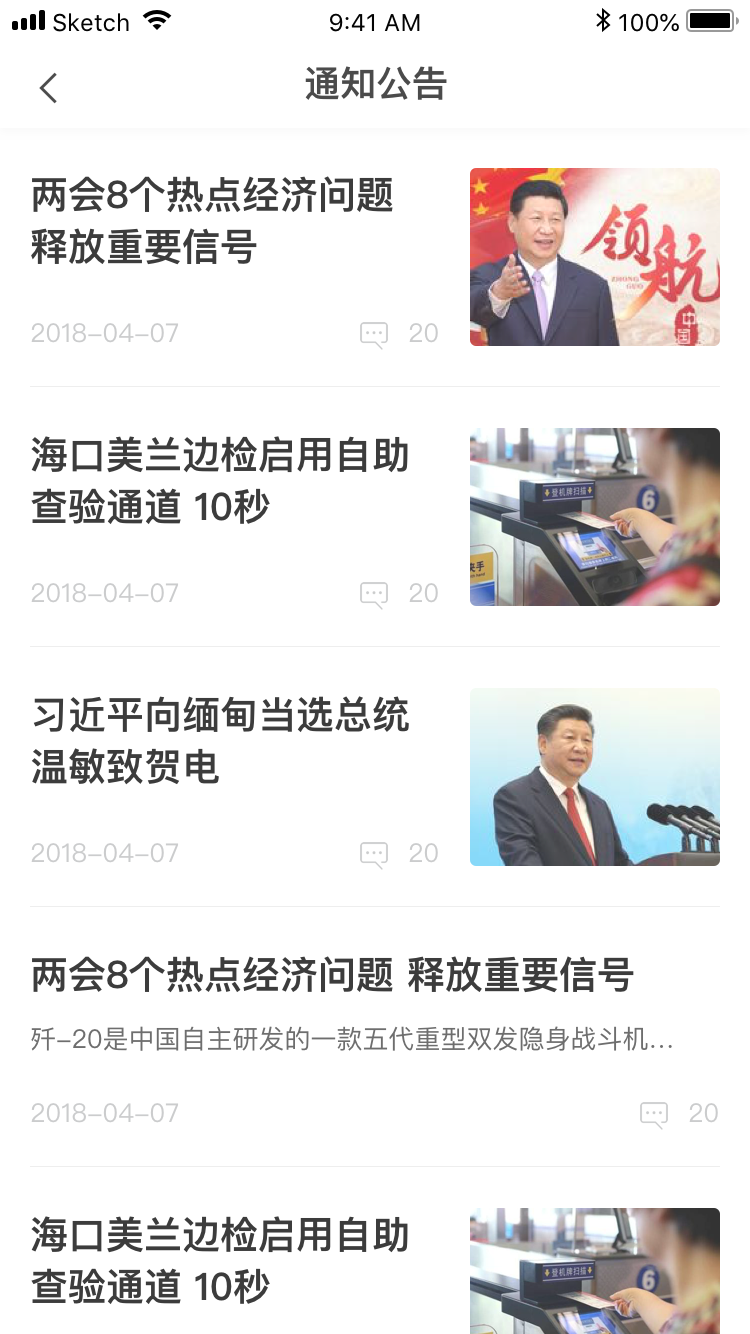 Sketch 9:41 AM 100%
通知公告
两会8个热点经济问题
释放重要信号
2018-04-07 20
领航
ZHONG
GUO
中国
海口美兰边检启用自助
查验通道 10秒
2018-04-07 20
登机牌扫描
6
夹手
习近平向缅甸当选总统
温敏致贺电
2018-04-07 20
两会8个热点经济问题 释放重要信号
歼-20是中国自主研发的一款五代重型双发隐身战斗机...
2018-04-07 20
海口美兰边检启用自助
查验通道 10秒
登机牌扫描
6